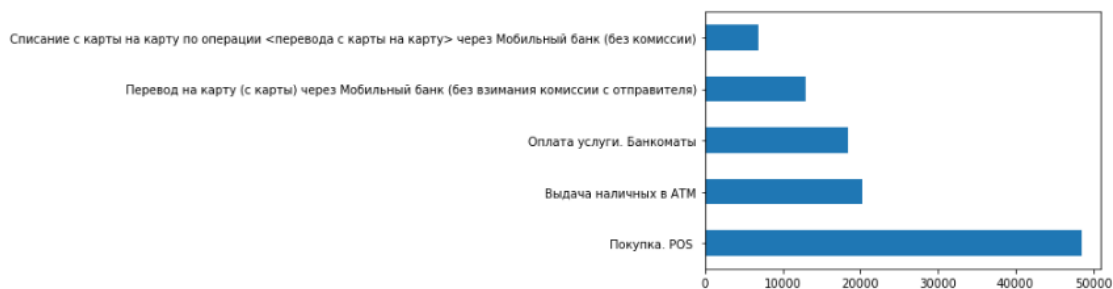 Списание с карты на карту по операции <перевода с карты на карту> через Мобильный банк (без комиссии)
Перевод на карту (с карты) через Мобильный банк (без взимания комиссии с отправителя)
Оплата услуги. Банкоматы
Выдача наличных в АТМ
Покупка. POS
0 10000 20000 30000 40000 50000